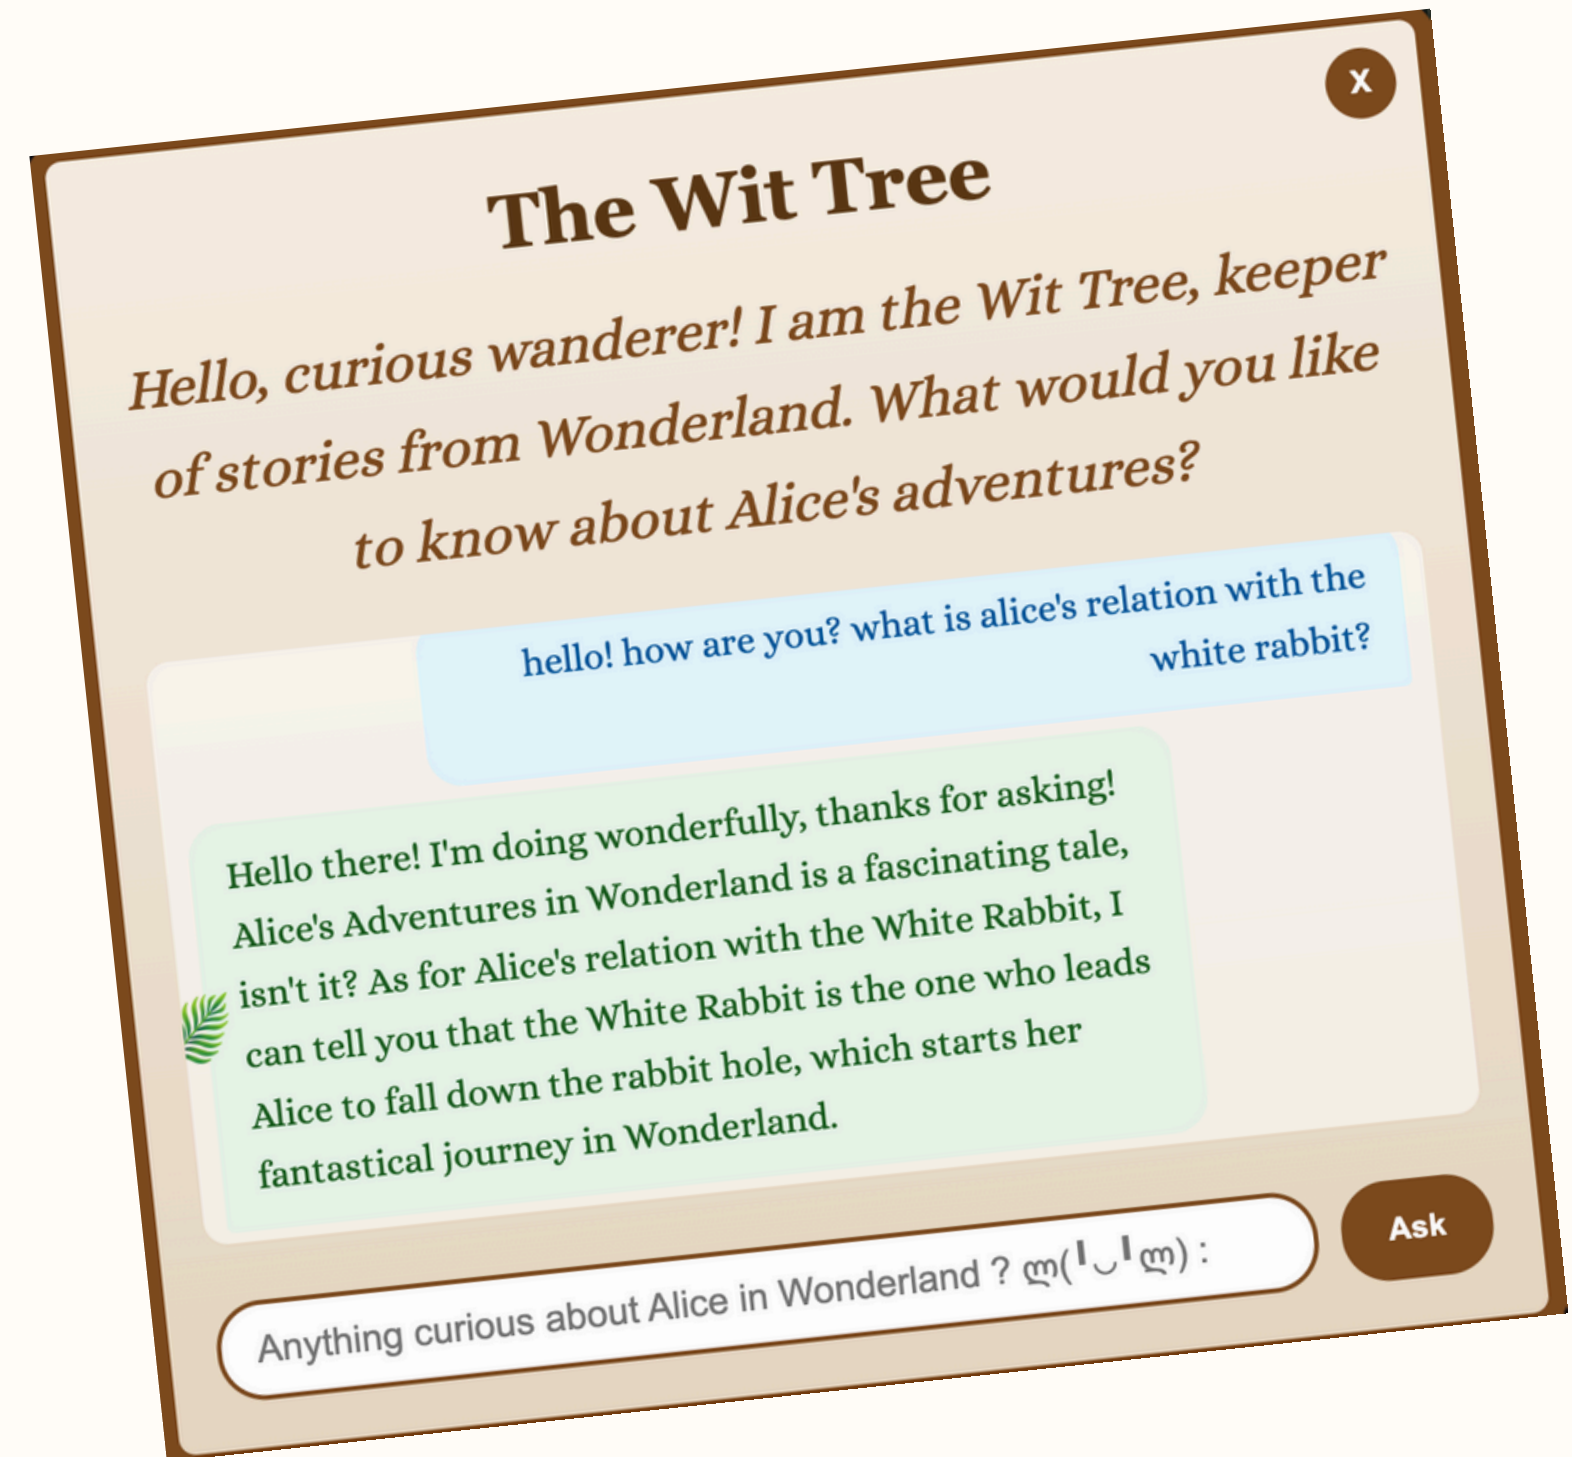 X
The Wit Tree
Hello, curious wanderer! I am the Wit Tree, keeper
of stories from Wonderland. What would you like
to know about Alice's adventures?
hello! how are you? what is alice's relation with the
white rabbit?
Hello there! I'm doing wonderfully, thanks for asking!
Alice's Adventures in Wonderland is a fascinating tale,
isn't it? As for Alice's relation with the White Rabbit, I
can tell you that the White Rabbit is the one who leads
Alice to fall down the rabbit hole, which starts her
fantastical journey in Wonderland.
Anything curious about Alice in Wonderland ? ლ(╹◡╹ლ) :
Ask